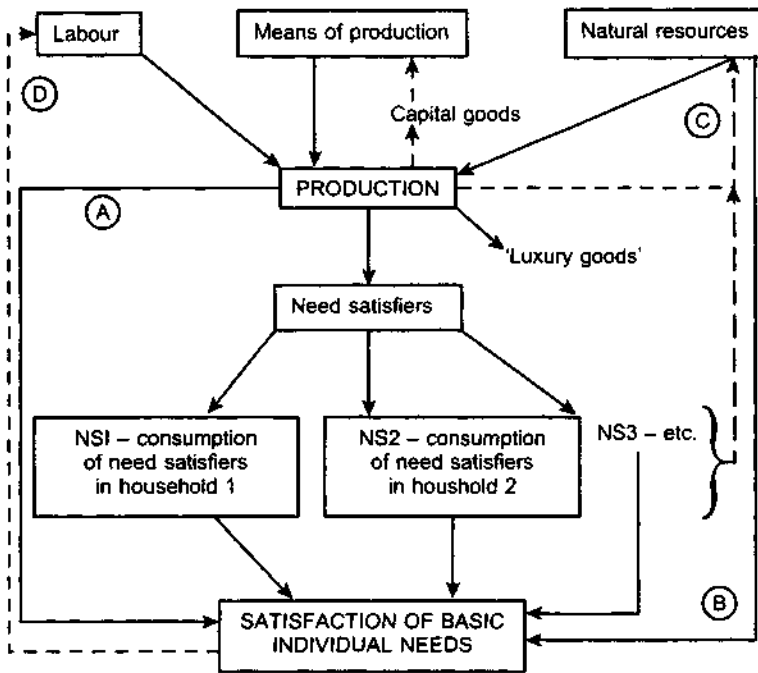 Labour
Means of production
Natural resources
D
Capital goods
C
PRODUCTION
A
'Luxury goods'
Need satisfiers
NSI – consumption
of need satisfiers
in household 1
NS2 – consumption
of need satisfiers
in houshold 2
NS3 – etc.
B
SATISFACTION OF BASIC
INDIVIDUAL NEEDS